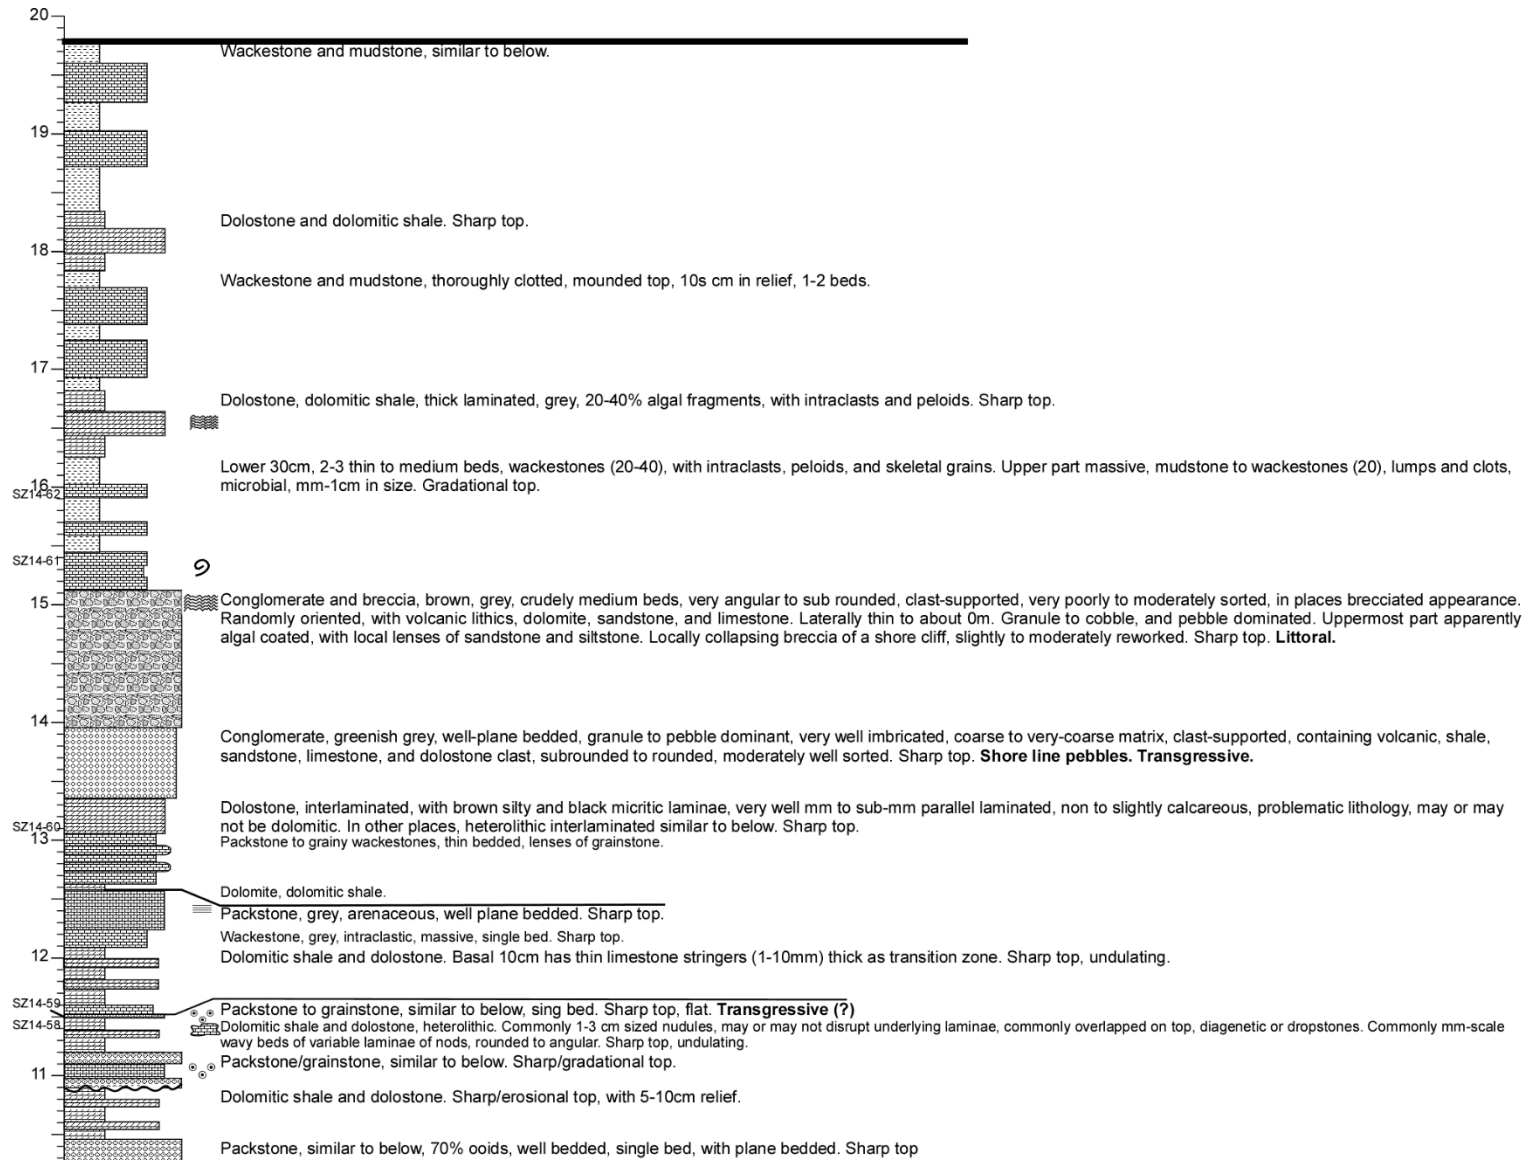 20
Wackestone and mudstone, similar to below.
19
Dolostone and dolomitic shale. Sharp top.
18
Wackestone and mudstone, thoroughly clotted, mounded top, 10s cm in relief, 1-2 beds.
17
Dolostone, dolomitic shale, thick laminated, grey, 20-40% algal fragments, with intraclasts and peloids. Sharp top.
Lower 30cm, 2-3 thin to medium beds, wackestones (20-40), with intraclasts, peloids, and skeletal grains. Upper part massive, mudstone to wackestones (20), lumps and clots,
microbial, mm-1cm in size. Gradational top.
16
SZ14-62
SZ14-61
15
Conglomerate and breccia, brown, grey, crudely medium beds, very angular to sub rounded, clast-supported, very poorly to moderately sorted, in places brecciated appearance.
Randomly oriented, with volcanic lithics, dolomite, sandstone, and limestone. Laterally thin to about 0m. Granule to cobble, and pebble dominated. Uppermost part apparently
algal coated, with local lenses of sandstone and siltstone. Locally collapsing breccia of a shore cliff, slightly to moderately reworked. Sharp top. Littoral.
14
Conglomerate, greenish grey, well-plane bedded, granule to pebble dominant, very well imbricated, coarse to very-coarse matrix, clast-supported, containing volcanic, shale,
sandstone, limestone, and dolostone clast, subrounded to rounded, moderately well sorted. Sharp top. Shore line pebbles. Transgressive.
Dolostone, interlaminated, with brown silty and black micritic laminae, very well mm to sub-mm parallel laminated, non to slightly calcareous, problematic lithology, may or may
SZ14-60
not be dolomitic. In other places, heterolithic interlaminated similar to below. Sharp top.
13
Packstone to grainy wackestones, thin bedded, lenses of grainstone.
Dolomite, dolomitic shale.
Packstone, grey, arenaceous, well plane bedded. Sharp top.
Wackestone, grey, intraclastic, massive, single bed. Sharp top.
12
Dolomitic shale and dolostone. Basal 10cm has thin limestone stringers (1-10mm) thick as transition zone. Sharp top, undulating.
SZ14-59
Packstone to grainstone, similar to below, sing bed. Sharp top, flat. Transgressive (?)
SZ14-58
Dolomitic shale and dolostone, heterolithic. Commonly 1-3 cm sized nudules, may or may not disrupt underlying laminae, commonly overlapped on top, diagenetic or dropstones. Commonly mm-scale
wavy beds of variable laminae of nods, rounded to angular. Sharp top, undulating.
Packstone/grainstone, similar to below. Sharp/gradational top.
11
Dolomitic shale and dolostone. Sharp/erosional top, with 5-10cm relief.
Packstone, similar to below, 70% ooids, well bedded, single bed, with plane bedded. Sharp top